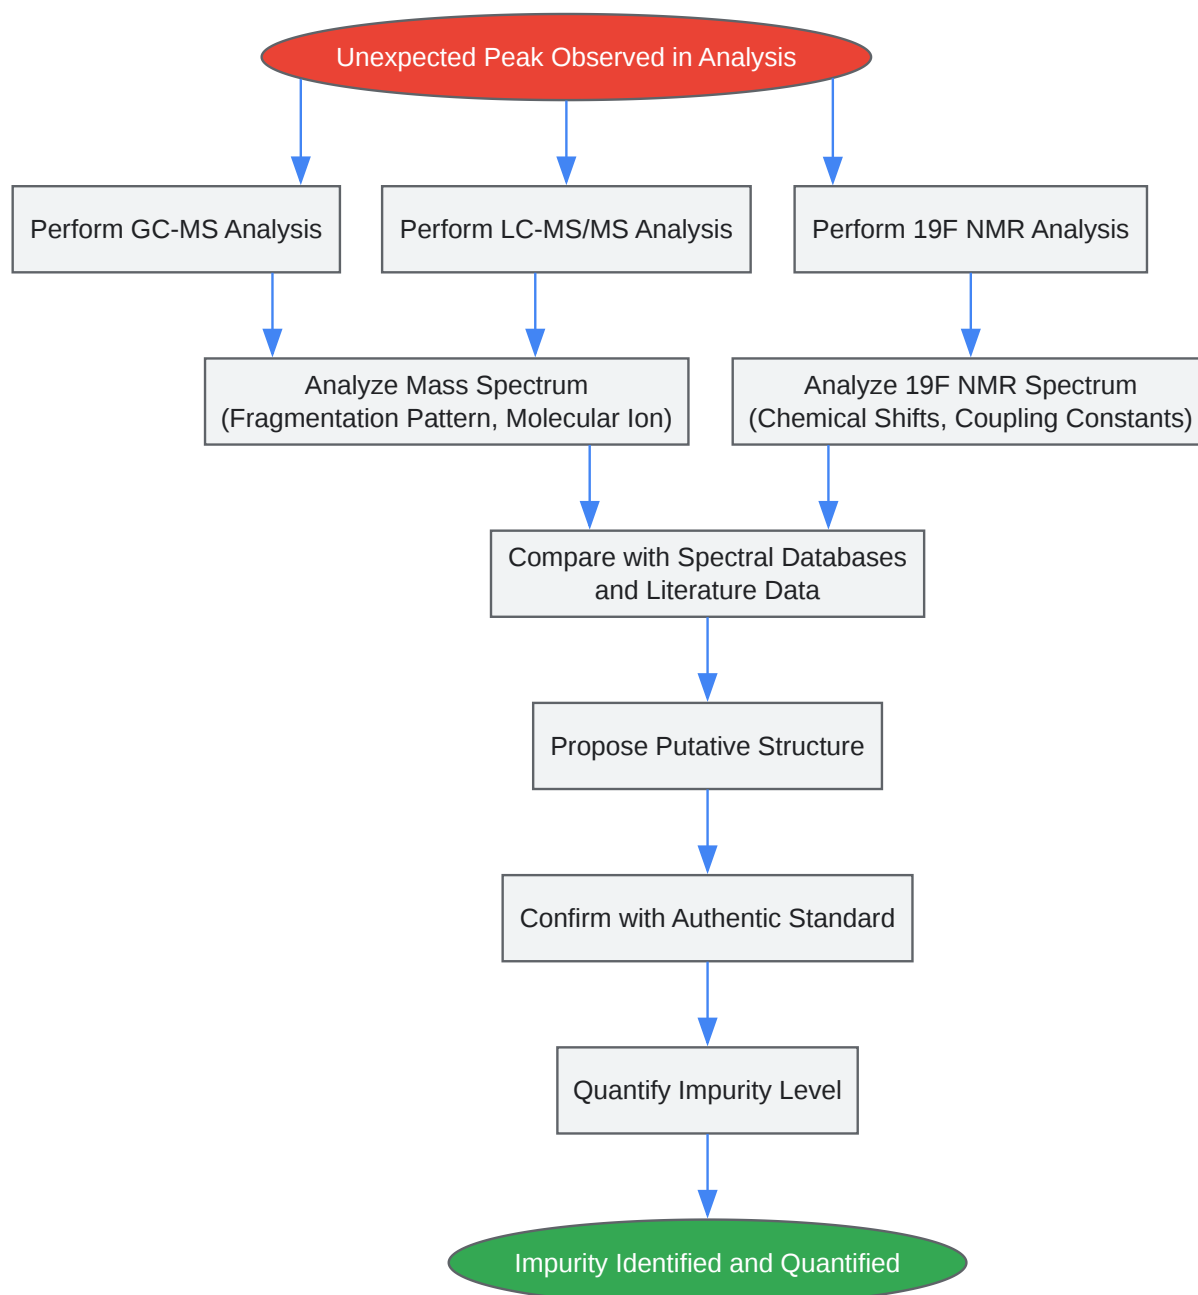 Unexpected Peak Observed in Analysis
Perform GC-MS Analysis
Perform LC-MS/MS Analysis
Perform 19F NMR Analysis
Analyze Mass Spectrum
(Fragmentation Pattern, Molecular Ion)
Analyze 19F NMR Spectrum
(Chemical Shifts, Coupling Constants)
Compare with Spectral Databases
and Literature Data
Propose Putative Structure
Confirm with Authentic Standard
Quantify Impurity Level
Impurity Identified and Quantified